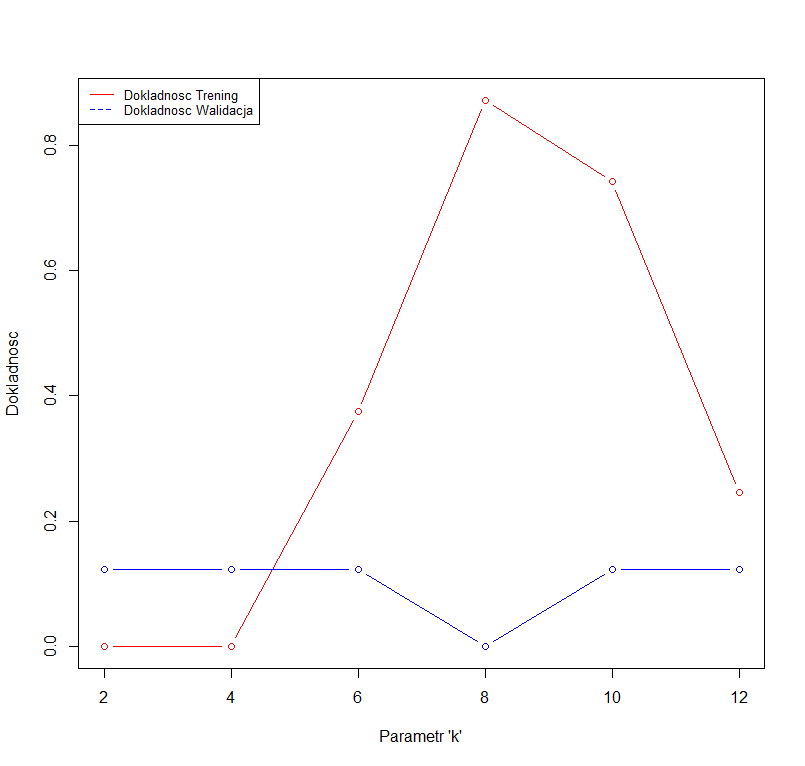 Dokladnosc Trening
Dokladnosc Walidacja
Dokladnosc
0.8
0.6
0.4
0.2
0.0
2 4 6 8 10 12
Parametr 'k'